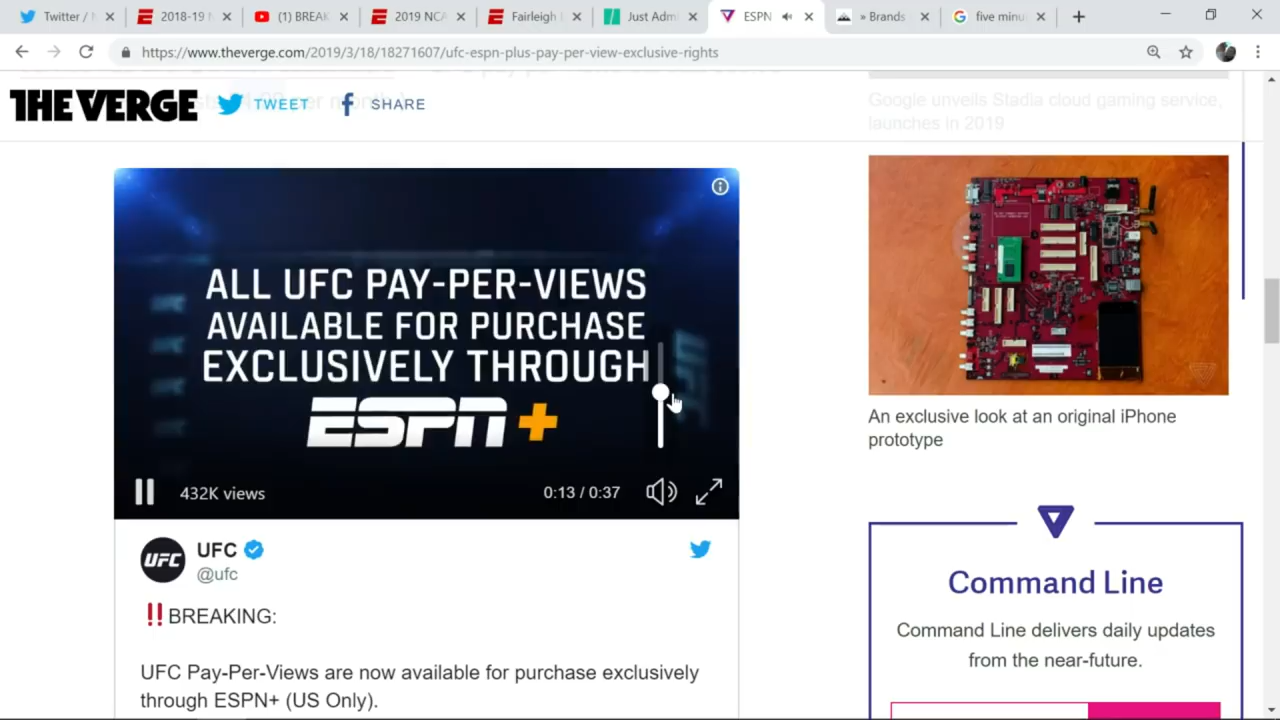 Twitter /
2018-19
(1) BREAK
2019 NCA
Fairleigh
Just Admi
ESPN
» Brands
five minu
https://www.theverge.com/2019/3/18/18271607/ufc-espn-plus-pay-per-view-exclusive-rights
THE VERGE
TWEET
SHARE
Google unveils Stadia cloud gaming service,
launches in 2019
ALL UFC PAY-PER-VIEWS
AVAILABLE FOR PURCHASE
EXCLUSIVELY THROUGH
ESPN+
432K views
0:13 / 0:37
An exclusive look at an original iPhone
prototype
UFC
UFC
@ufc
‼️BREAKING:
UFC Pay-Per-Views are now available for purchase exclusively
through ESPN+ (US Only).
Command Line
Command Line delivers daily updates
from the near-future.